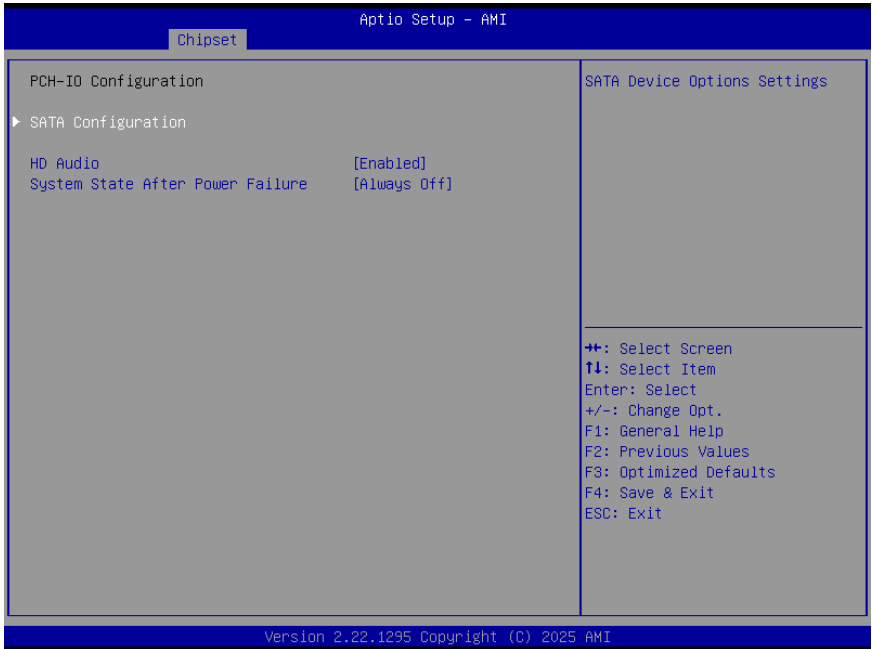 Aptio Setup – AMI
Chipset
PCH-IO Configuration
SATA Configuration
HD Audio [Enabled]
System State After Power Failure [Always Off]
SATA Device Options Settings
→←: Select Screen
↑↓: Select Item
Enter: Select
+/-: Change Opt.
F1: General Help
F2: Previous Values
F3: Optimized Defaults
F4: Save & Exit
ESC: Exit
Version 2.22.1295 Copyright (C) 2025 AMI